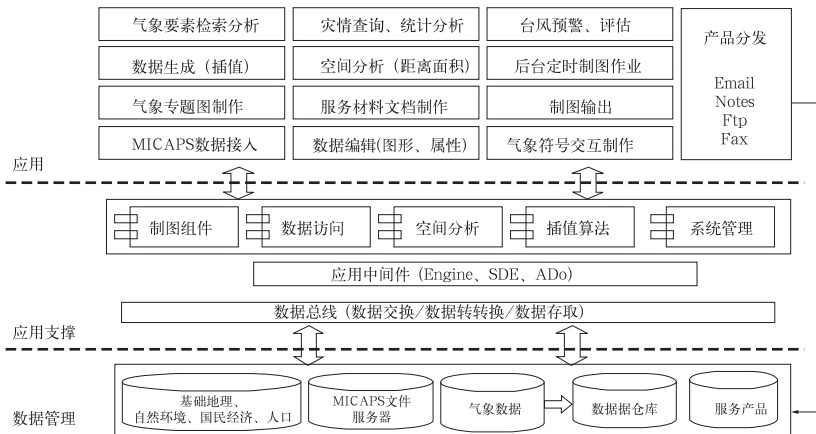 气象要素检索分析
灾情查询、统计分析
台风预警、评估
产品分发
数据生成（插值）
空间分析（距离面积）
后台定时制图作业
Email
Notes
Ftp
Fax
气象专题图制作
服务材料文档制作
制图输出
MICAPS数据接入
数据编辑(图形、属性)
气象符号交互制作
应用
制图组件
数据访问
空间分析
插值算法
系统管理
应用中间件 (Engine、SDE、ADo)
数据总线 (数据交换/数据转转换/数据存取)
应用支撑
基础地理、
自然环境、国民经济、人口
MICAPS文件
服务器
气象数据
数据据仓库
服务产品
数据管理